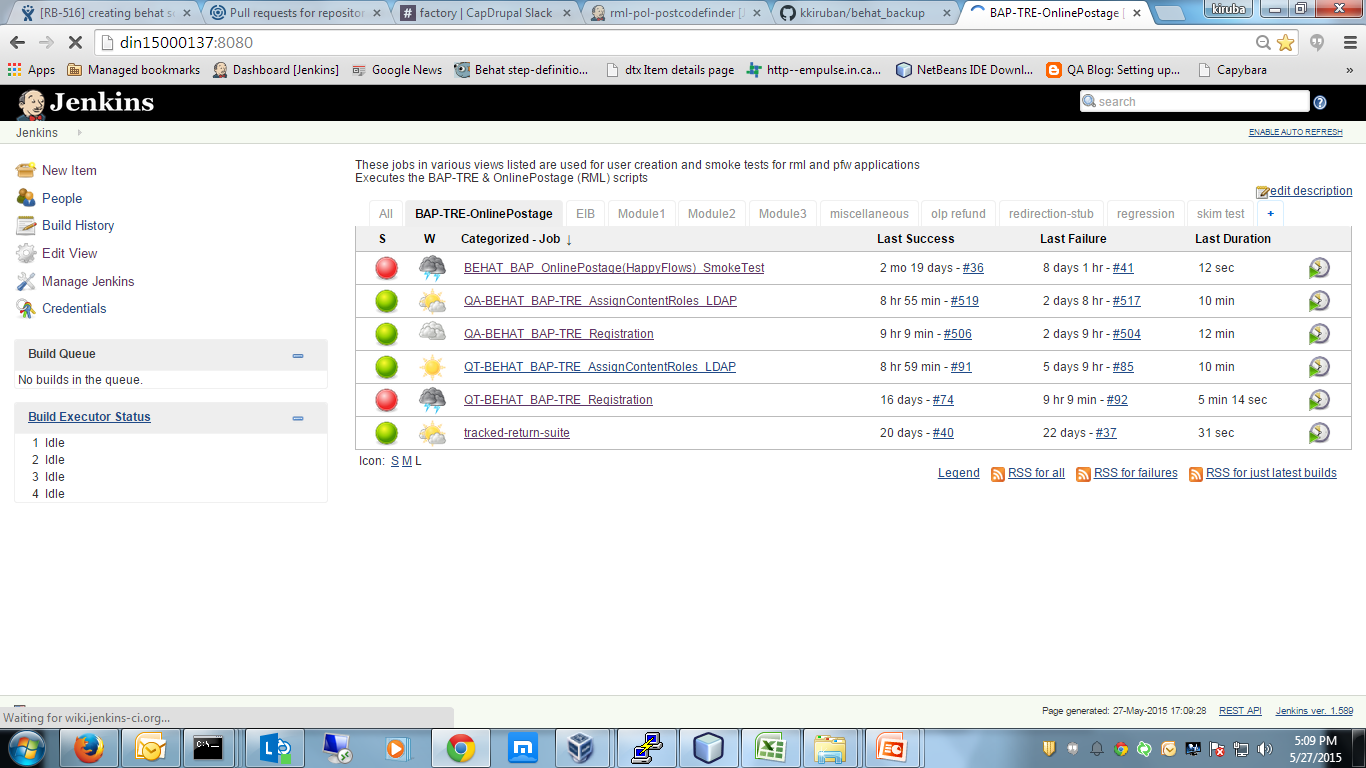 [RB-516] creating behat s
Pull requests for repositor
factory | CapDrupal Slack
rml-pol-postcodefinder [J
kkiruban/behat_backup
BAP-TRE-OnlinePostage [
kiruba
din15000137:8080
Apps
Managed bookmarks
Dashboard [Jenkins]
Google News
Behat step-definitio...
dtx Item details page
http--empulse.in.ca...
NetBeans IDE Downl...
QA Blog: Setting up...
Capybara
»
Jenkins
search
Jenkins
ENABLE AUTO REFRESH
New Item
People
Build History
Edit View
Manage Jenkins
Credentials
Build Queue
No builds in the queue.
Build Executor Status
1 Idle
2 Idle
3 Idle
4 Idle
These jobs in various views listed are used for user creation and smoke tests for rml and pfw applications
Executes the BAP-TRE & OnlinePostage (RML) scripts
edit description
All BAP-TRE-OnlinePostage EIB Module1 Module2 Module3 miscellaneous olp refund redirection-stub regression skim test +
S W Categorized - Job ↓ Last Success Last Failure Last Duration
BEHAT_BAP_OnlinePostage(HappyFlows)_SmokeTest 2 mo 19 days - #36 8 days 1 hr - #41 12 sec
QA-BEHAT_BAP-TRE_AssignContentRoles_LDAP 8 hr 55 min - #519 2 days 8 hr - #517 10 min
QA-BEHAT_BAP-TRE_Registration 9 hr 9 min - #506 2 days 9 hr - #504 12 min
QT-BEHAT_BAP-TRE_AssignContentRoles_LDAP 8 hr 59 min - #91 5 days 9 hr - #85 10 min
QT-BEHAT_BAP-TRE_Registration 16 days - #74 9 hr 9 min - #92 5 min 14 sec
tracked-return-suite 20 days - #40 22 days - #37 31 sec
Icon: S M L
Legend RSS for all RSS for failures RSS for just latest builds
Page generated: 27-May-2015 17:09:28 REST API Jenkins ver. 1.589
Waiting for wiki.jenkins-ci.org...
5:09 PM
5/27/2015